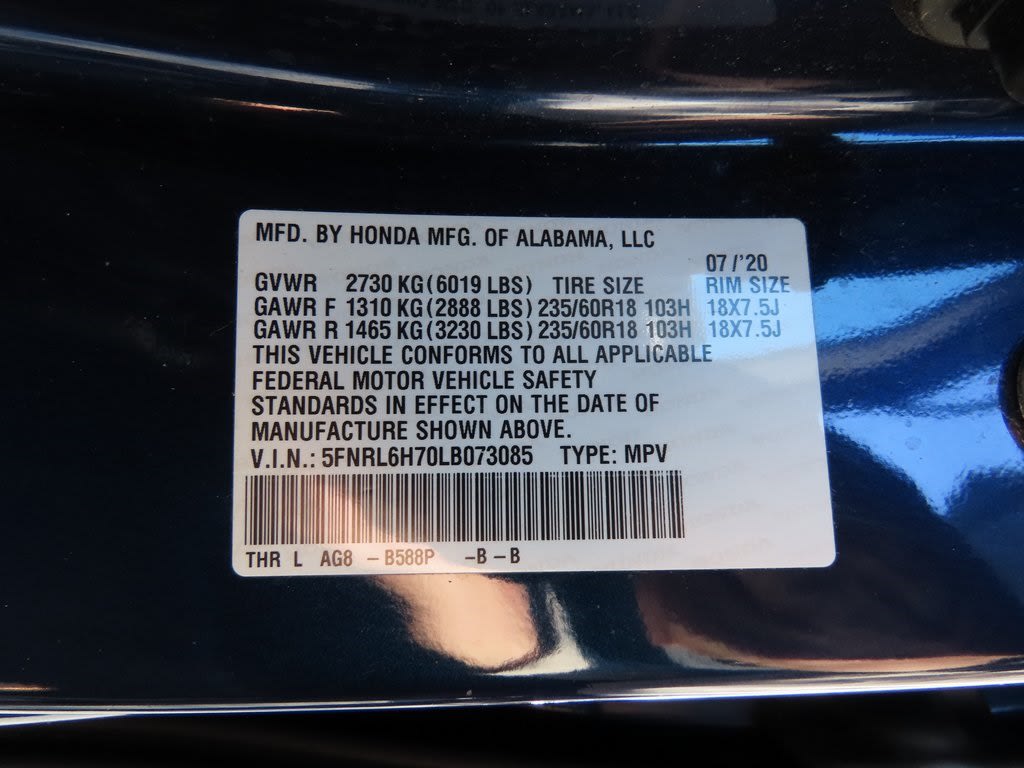 MFD. BY HONDA MFG. OF ALABAMA, LLC
07/'20
GVWR 2730 KG (6019 LBS) TIRE SIZE RIM SIZE
GAWR F 1310 KG (2888 LBS) 235/60R18 103H 18X7.5J
GAWR R 1465 KG (3230 LBS) 235/60R18 103H 18X7.5J
THIS VEHICLE CONFORMS TO ALL APPLICABLE
FEDERAL MOTOR VEHICLE SAFETY
STANDARDS IN EFFECT ON THE DATE OF
MANUFACTURE SHOWN ABOVE.
V.I.N.: 5FNRL6H70LB073085 TYPE: MPV
THR L AG8 - B588P -B - B